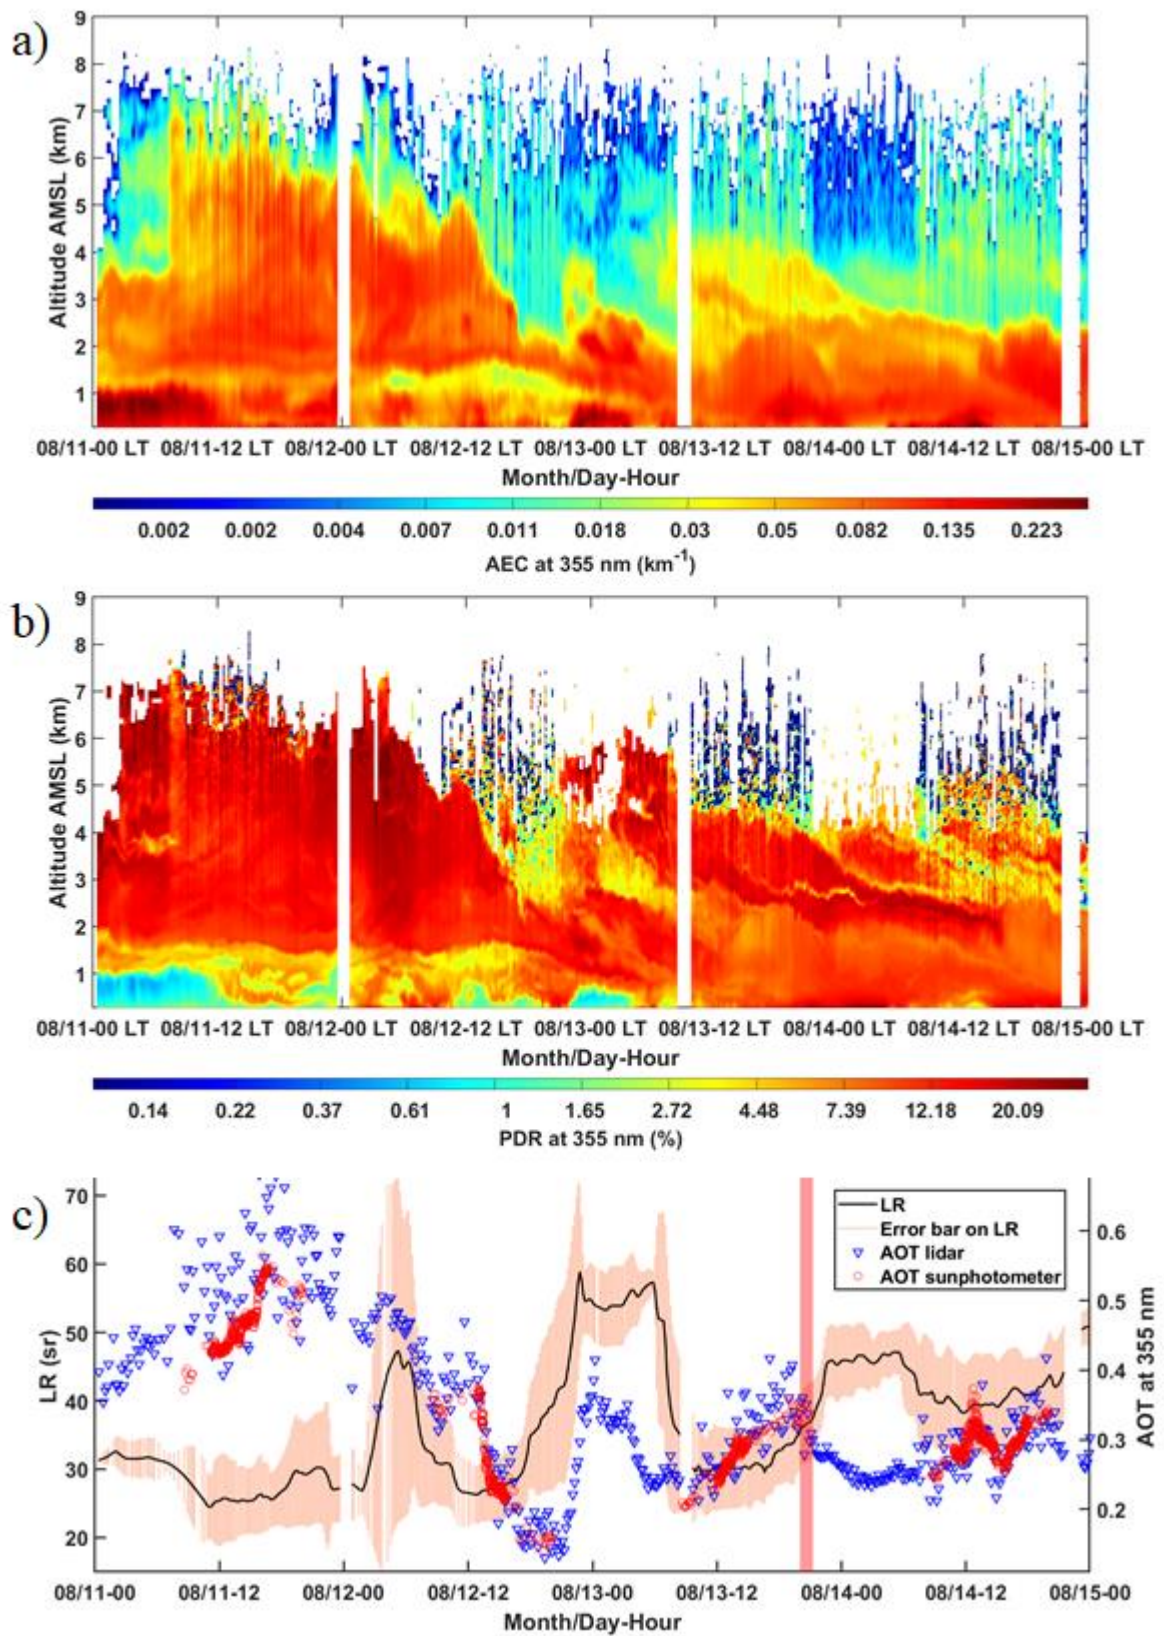 a)
9
8
7
6
5
4
3
2
1
Altitude AMSL (km)
08/11-00 LT 08/11-12 LT 08/12-00 LT 08/12-12 LT 08/13-00 LT 08/13-12 LT 08/14-00 LT 08/14-12 LT 08/15-00 LT
Month/Day-Hour
0.002 0.002 0.004 0.007 0.011 0.018 0.03 0.05 0.082 0.135 0.223
AEC at 355 nm (km-1)
b)
9
8
7
6
5
4
3
2
1
Altitude AMSL (km)
08/11-00 LT 08/11-12 LT 08/12-00 LT 08/12-12 LT 08/13-00 LT 08/13-12 LT 08/14-00 LT 08/14-12 LT 08/15-00 LT
Month/Day-Hour
0.14 0.22 0.37 0.61 1 1.65 2.72 4.48 7.39 12.18 20.09
PDR at 355 nm (%)
c)
70
60
50
40
30
20
LR (sr)
LR
Error bar on LR
AOT lidar
AOT sunphotometer
0.6
0.5
0.4
0.3
0.2
AOT at 355 nm
08/11-00 08/11-12 08/12-00 08/12-12 08/13-00 08/13-12 08/14-00 08/14-12 08/15-00
Month/Day-Hour